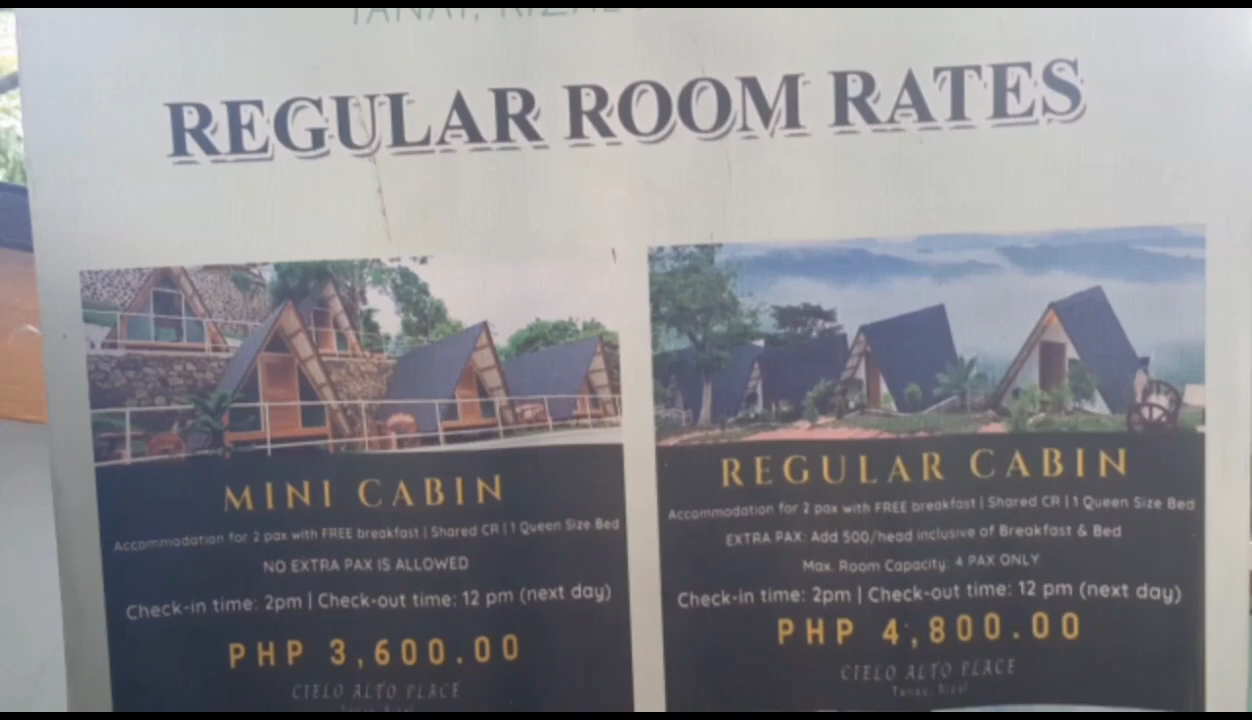 TANAY, RIZAL
REGULAR ROOM RATES
MINI CABIN
Accommodation for 2 pax with FREE breakfast | Shared CR | 1 Queen Size Bed
NO EXTRA PAX IS ALLOWED
Check-in time: 2pm | Check-out time: 12 pm (next day)
PHP 3,600.00
CIELO ALTO PLACE
Tanay, Rizal
REGULAR CABIN
Accommodation for 2 pax with FREE breakfast | Shared CR | 1 Queen Size Bed
EXTRA PAX: Add 500/head inclusive of Breakfast & Bed
Max. Room Capacity: 4 PAX ONLY
Check-in time: 2pm | Check-out time: 12 pm (next day)
PHP 4,800.00
CIELO ALTO PLACE
Tanay, Rizal